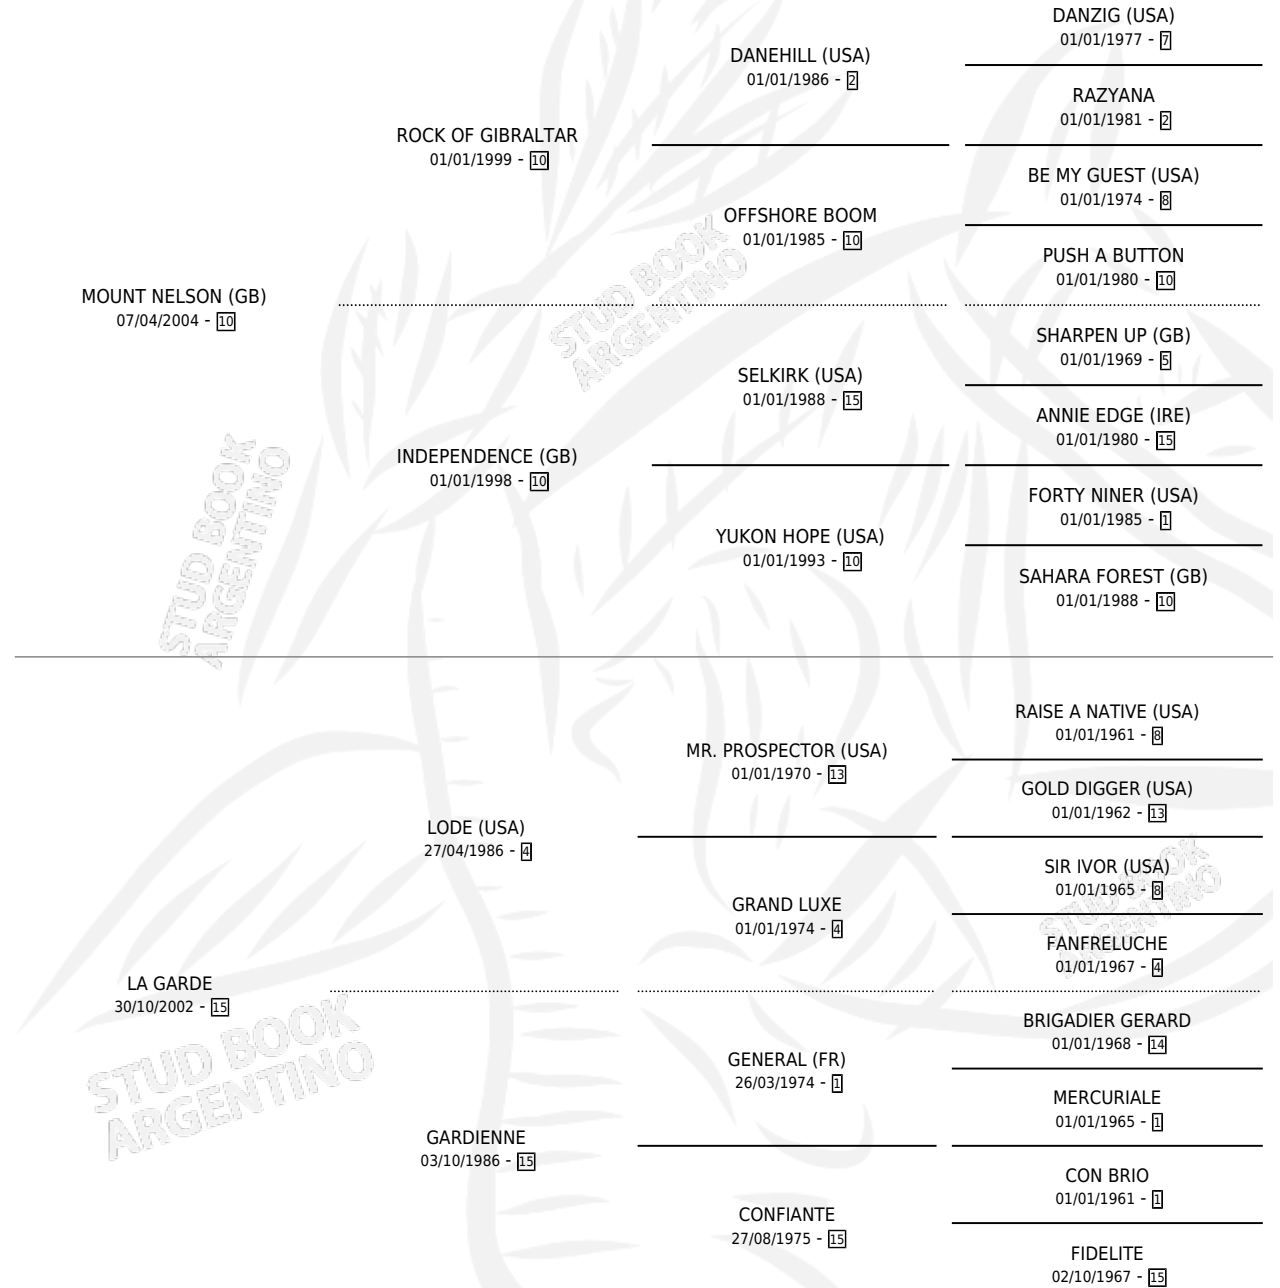 DANZIG (USA)
01/01/1977 - 7
DANEHILL (USA)
01/01/1986 - 2
RAZYANA
01/01/1981 - 2
ROCK OF GIBRALTAR
01/01/1999 - 10
BE MY GUEST (USA)
01/01/1974 - 8
OFFSHORE BOOM
01/01/1985 - 10
PUSH A BUTTON
01/01/1980 - 10
MOUNT NELSON (GB)
07/04/2004 - 10
SHARPEN UP (GB)
01/01/1969 - 5
SELKIRK (USA)
01/01/1988 - 15
ANNIE EDGE (IRE)
01/01/1980 - 15
INDEPENDENCE (GB)
01/01/1998 - 10
FORTY NINER (USA)
01/01/1985 - 1
YUKON HOPE (USA)
01/01/1993 - 10
SAHARA FOREST (GB)
01/01/1988 - 10
STUD BOOK
ARGENTINO
STUD BOOK
ARGENTINO
RAISE A NATIVE (USA)
01/01/1961 - 8
MR. PROSPECTOR (USA)
01/01/1970 - 13
GOLD DIGGER (USA)
01/01/1962 - 13
LODE (USA)
27/04/1986 - 4
SIR IVOR (USA)
01/01/1965 - 8
GRAND LUXE
01/01/1974 - 4
FANFRELUCHE
01/01/1967 - 4
STUD BOOK
ARGENTINO
LA GARDE
30/10/2002 - 15
BRIGADIER GERARD
01/01/1968 - 14
GENERAL (FR)
26/03/1974 - 1
MERCURIALE
01/01/1965 - 1
GARDIENNE
03/10/1986 - 15
CON BRIO
01/01/1961 - 1
CONFIANTE
27/08/1975 - 15
FIDELITE
02/10/1967 - 15
STUD BOOK
ARGENTINO